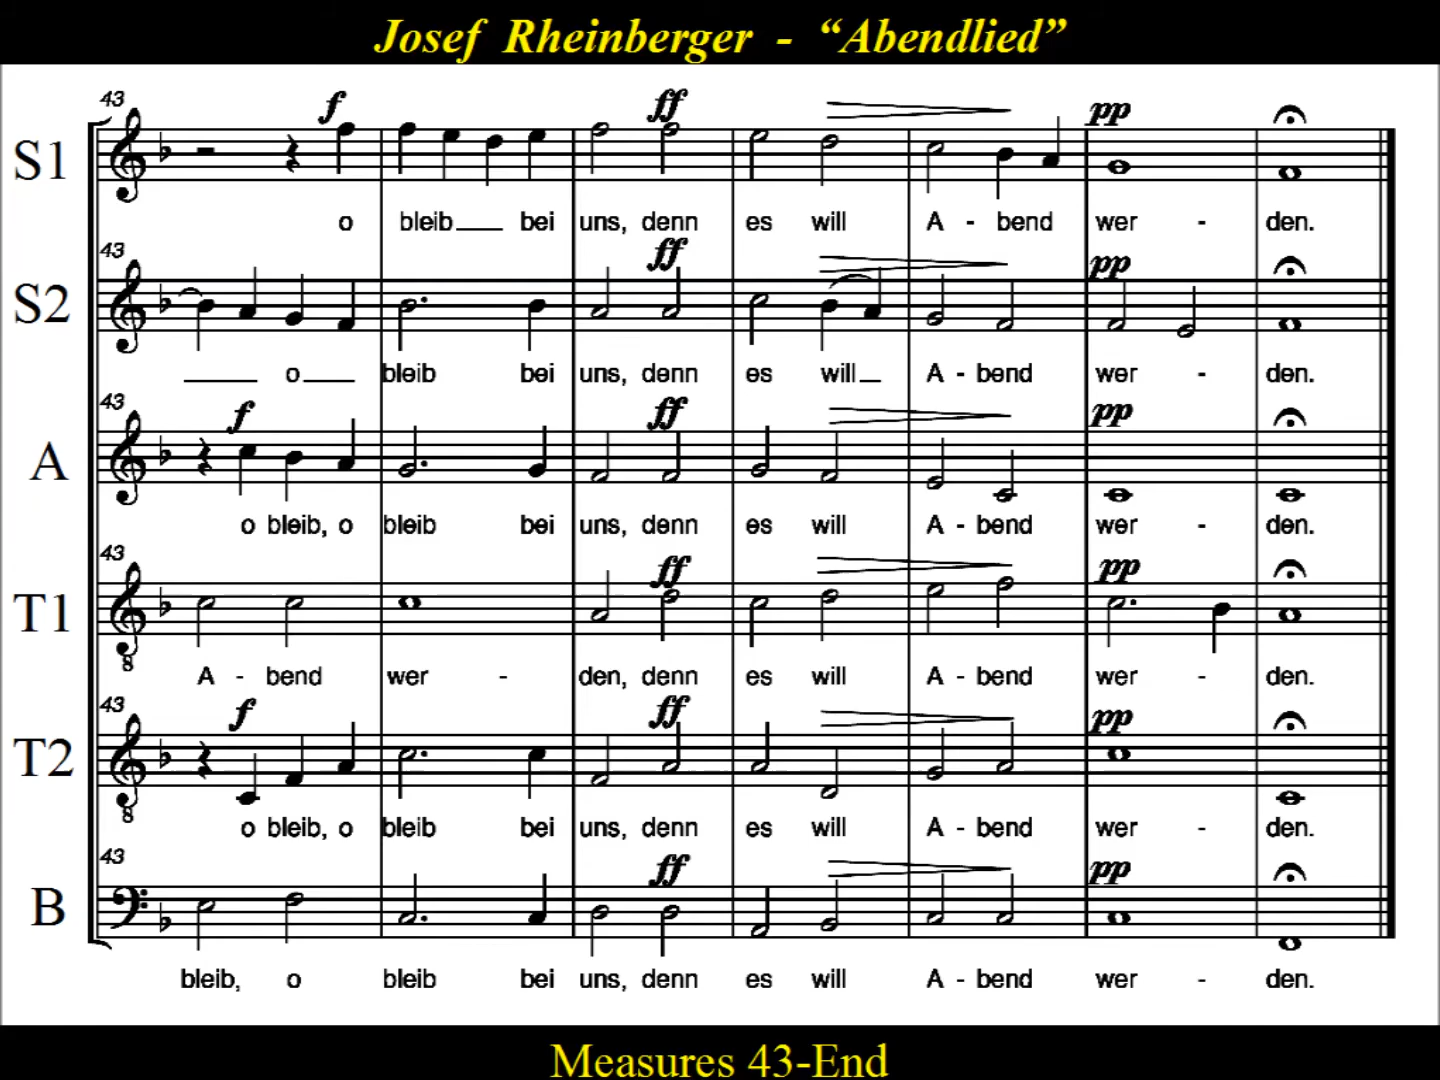 Josef Rheinberger - “Abendlied”
43 f ff pp
S1
o bleib bei uns, denn es will A - bend wer - den.
43 ff pp
S2
o bleib bei uns, denn es will A - bend wer - den.
43 f ff pp
A
o bleib, o bleib bei uns, denn es will A - bend wer - den.
43 ff pp
T1
8
A - bend wer - den, denn es will A - bend wer - den.
43 f ff pp
T2
8
o bleib, o bleib bei uns, denn es will A - bend wer - den.
43 ff pp
B
bleib, o bleib bei uns, denn es will A - bend wer - den.
Measures 43-End